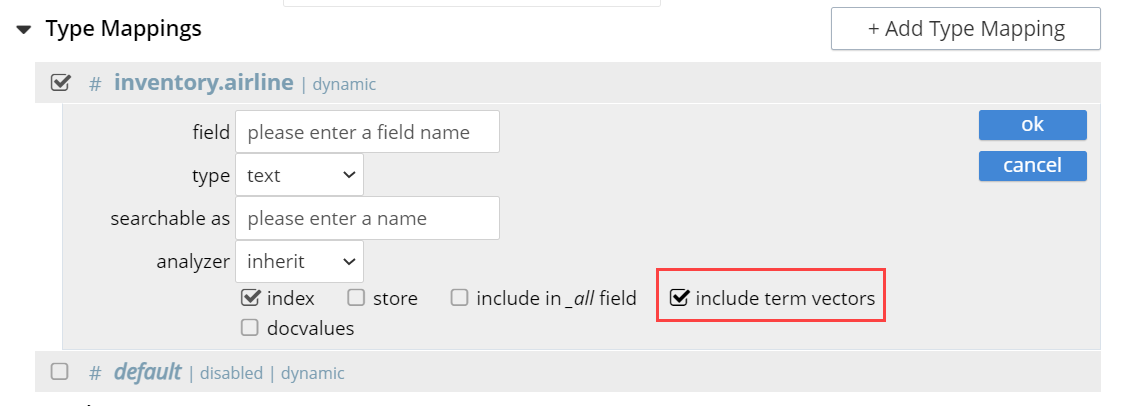 Type Mappings
+ Add Type Mapping
# inventory.airline | dynamic
field please enter a field name
ok
type text
cancel
searchable as please enter a name
analyzer inherit
index store include in _all field include term vectors
docvalues
# default | disabled | dynamic